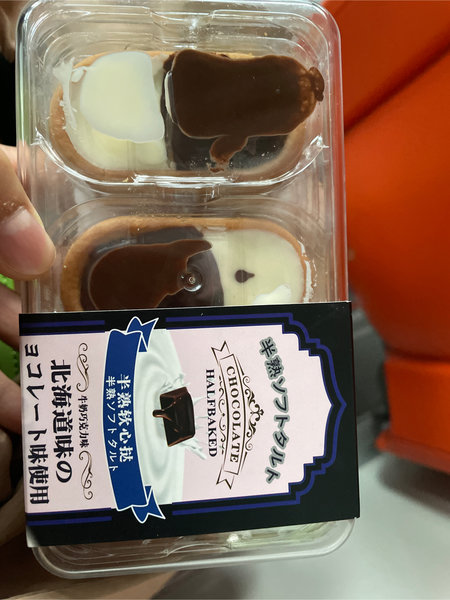 半熟ソフトタルト
CHOCOLATE
HALFBAKED
半熟软心挞
半熟ソフトタルト
牛奶巧克力味
北海道味の
ョコレート味使用